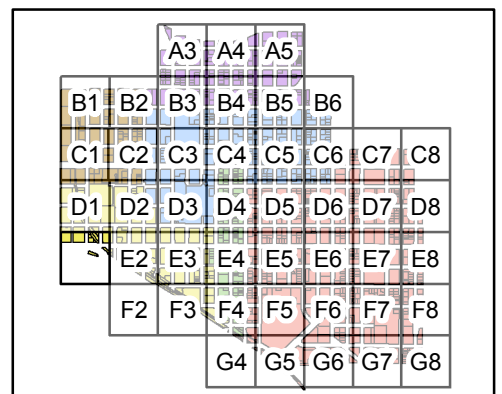 A3 A4 A5
B1 B2 B3 B4 B5 B6
C1 C2 C3 C4 C5 C6 C7 C8
D1 D2 D3 D4 D5 D6 D7 D8
E2 E3 E4 E5 E6 E7 E8
F2 F3 F4 F5 F6 F7 F8
G4 G5 G6 G7 G8